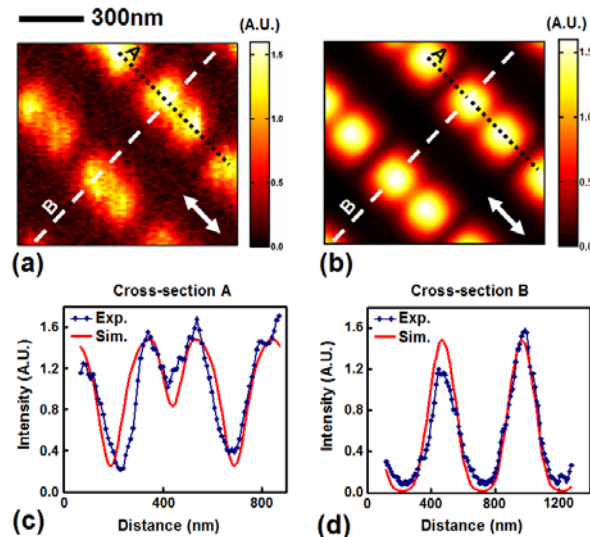 300nm
(A.U.)
(A.U.)
A
B
1.5
1.0
0.5
0.0
(a)
A
B
1.5
1.0
0.5
0.0
(b)
Cross-section A
Exp.
Sim.
Intensity (A.U.)
1.6
1.2
0.8
0.4
0.0
0 400 800
Distance (nm)
(c)
Cross-section B
Exp.
Sim.
Intensity (A.U.)
1.6
1.2
0.8
0.4
0.0
0 400 800 1200
Distance (nm)
(d)